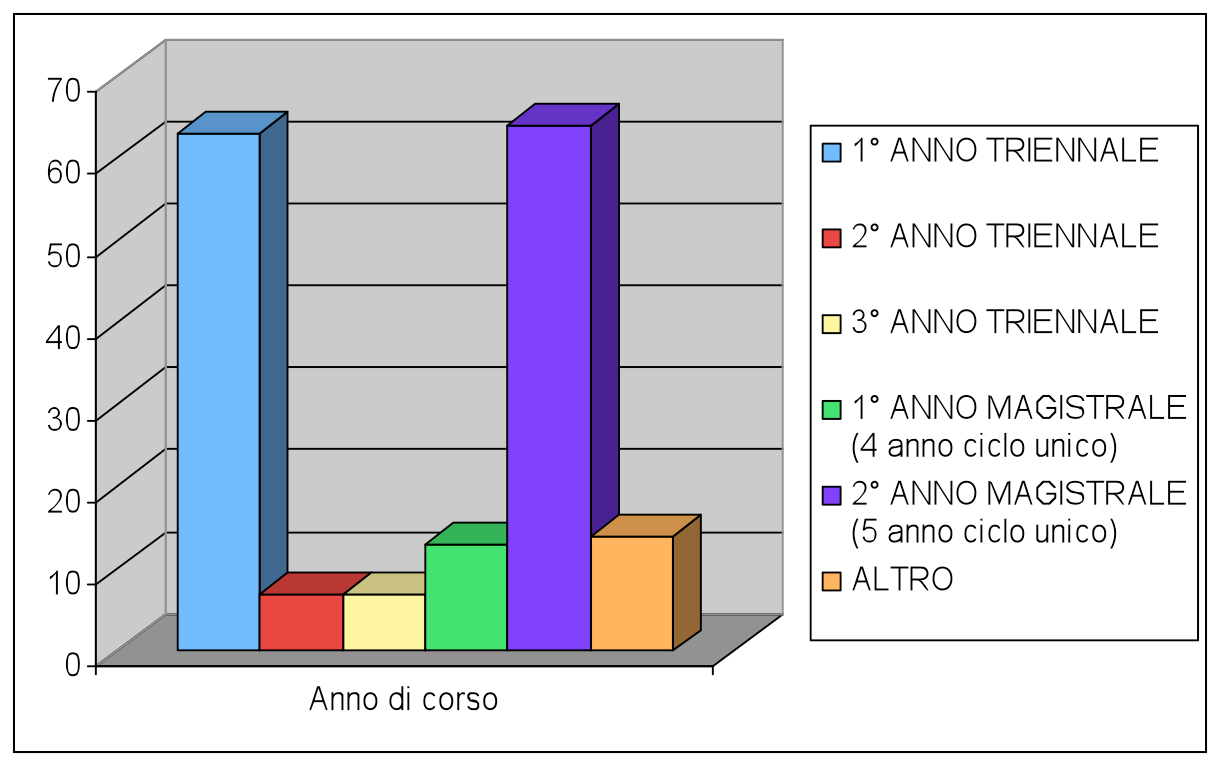 70
60
50
40
30
20
10
0
Anno di corso
1° ANNO TRIENNALE
2° ANNO TRIENNALE
3° ANNO TRIENNALE
1° ANNO MAGISTRALE
(4 anno ciclo unico)
2° ANNO MAGISTRALE
(5 anno ciclo unico)
ALTRO